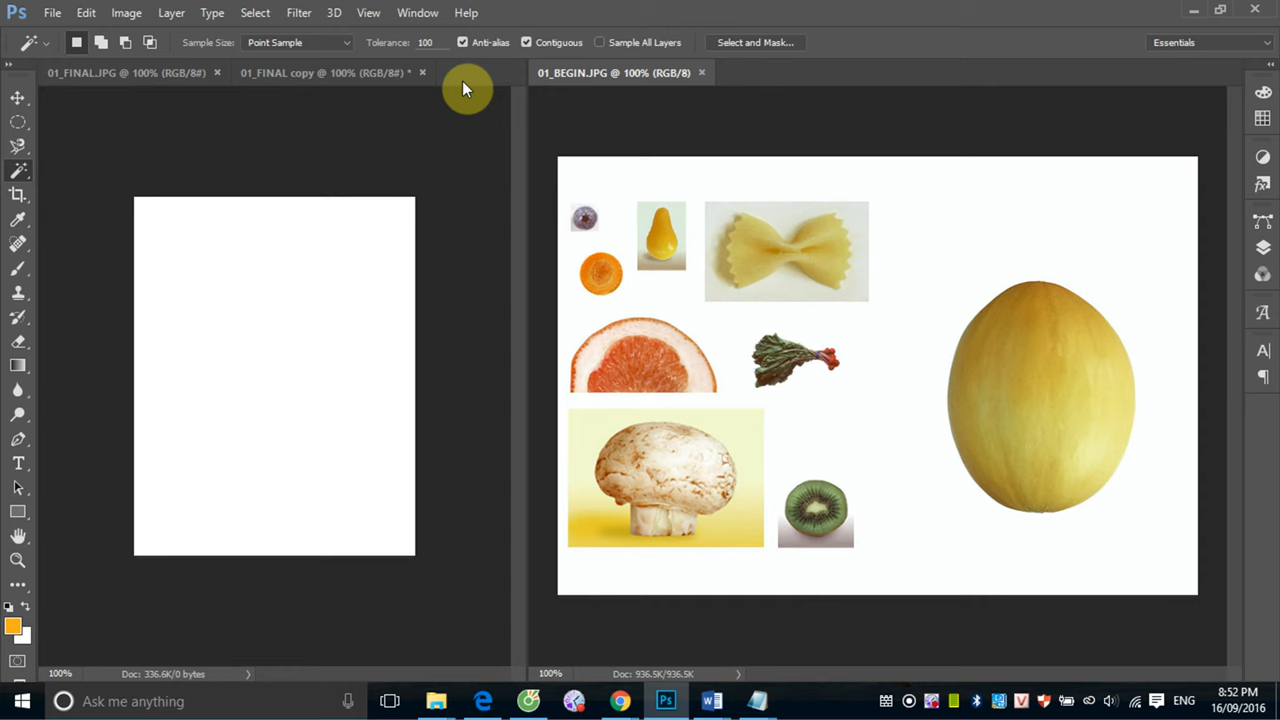 Ps File Edit Image Layer Type Select Filter 3D View Window Help
Sample Size: Point Sample Tolerance: 100 Anti-alias Contiguous Sample All Layers Select and Mask... Essentials
01_FINAL.JPG @ 100% (RGB/8#) × 01_FINAL copy @ 100% (RGB/8#) * × 01_BEGIN.JPG @ 100% (RGB/8) ×
100% Doc: 336.6K/0 bytes 100% Doc: 936.5K/936.5K
Ask me anything Ps ENG 8:52 PM
16/09/2016